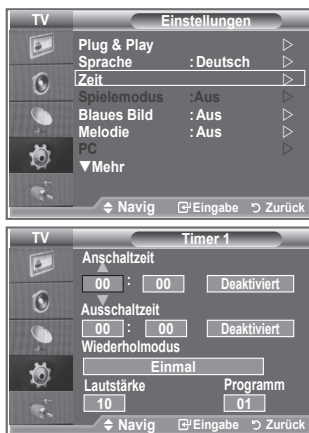 TV Einstellungen
Plug & Play
Sprache : Deutsch
Zeit
Spielemodus :Aus
Blaues Bild : Aus
Melodie : Aus
PC
▼Mehr
Navig Eingabe Zurück
TV Timer 1
Anschaltzeit
00 : 00 Deaktiviert
Ausschaltzeit
00 : 00 Deaktiviert
Wiederholmodus
Einmal
Lautstärke Programm
10 01
Navig Eingabe Zurück